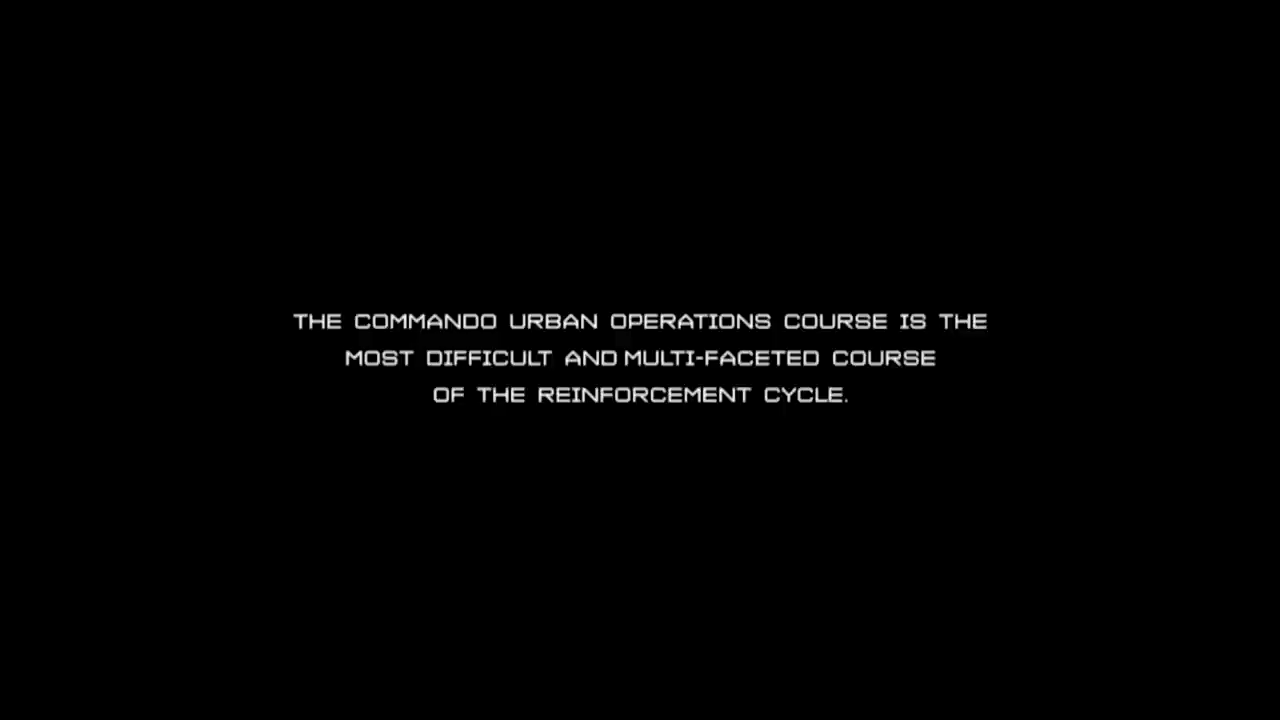 THE COMMANDO URBAN OPERATIONS COURSE IS THE
MOST DIFFICULT AND MULTI-FACETED COURSE
OF THE REINFORCEMENT CYCLE.